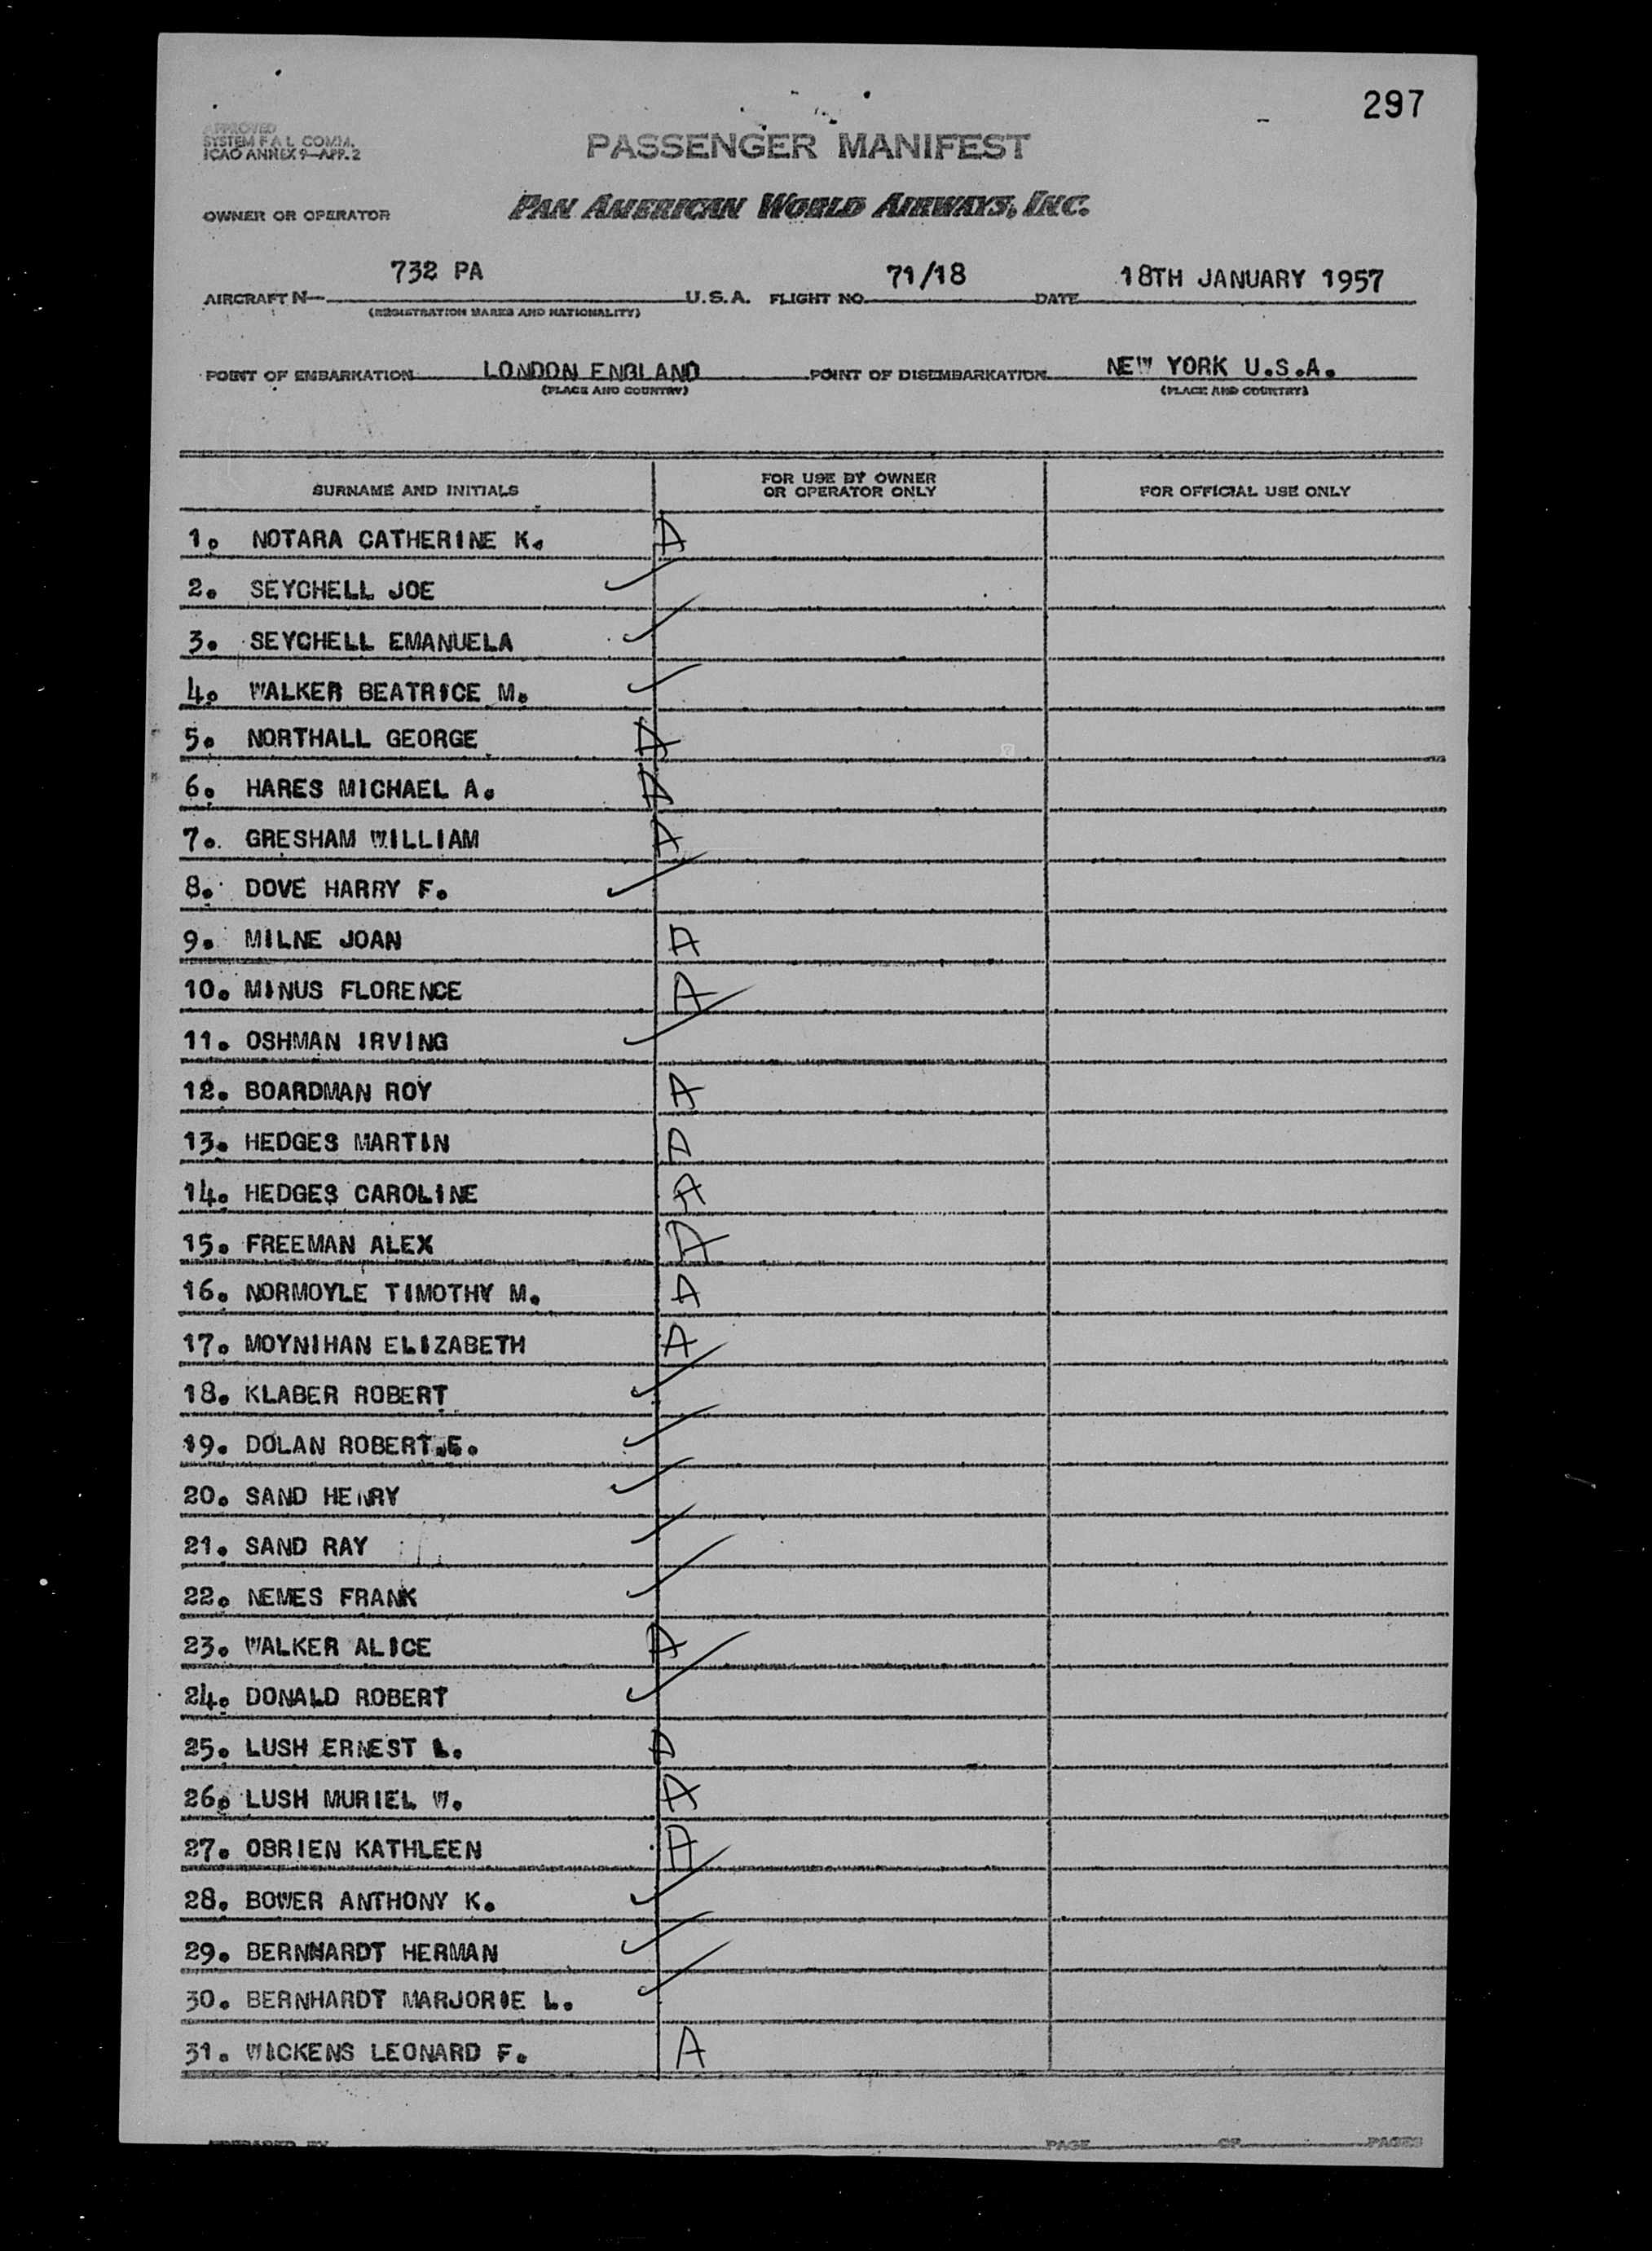 297
APPROVED
SYSTEM F A L COMM.
ICAO ANNEX 9—APP. 2
PASSENGER MANIFEST
OWNER OR OPERATOR PAN AMERICAN WORLD AIRWAYS, INC.
AIRCRAFT N— 732 PA U.S.A. FLIGHT NO. 71/18 DATE 18TH JANUARY 1957
(REGISTRATION MARKS AND NATIONALITY)
POINT OF EMBARKATION LONDON ENGLAND POINT OF DISEMBARKATION NEW YORK U.S.A.
(PLACE AND COUNTRY) (PLACE AND COUNTRY)
SURNAME AND INITIALS FOR USE BY OWNER OR OPERATOR ONLY FOR OFFICIAL USE ONLY
1. NOTARA CATHERINE K. A
2. SEYCHELL JOE ✓
3. SEYCHELL EMANUELA ✓
4. WALKER BEATRICE M. ✓
5. NORTHALL GEORGE A
6. HARES MICHAEL A. A
7. GRESHAM WILLIAM A
8. DOVE HARRY F. ✓
9. MILNE JOAN A
10. MINUS FLORENCE A
11. OSHMAN IRVING ✓
12. BOARDMAN ROY A
13. HEDGES MARTIN A
14. HEDGES CAROLINE A
15. FREEMAN ALEX A
16. NORMOYLE TIMOTHY M. A
17. MOYNIHAN ELIZABETH A
18. KLABER ROBERT ✓
19. DOLAN ROBERT.E. ✓
20. SAND HENRY ✓
21. SAND RAY ✓
22. NEMES FRANK ✓
23. WALKER ALICE A
24. DONALD ROBERT ✓
25. LUSH ERNEST L. A
26. LUSH MURIEL W. A
27. OBRIEN KATHLEEN A
28. BOWER ANTHONY K. ✓
29. BERNHARDT HERMAN ✓
30. BERNHARDT MARJORIE L. ✓
31. WICKENS LEONARD F. A
PREPARED BY PAGE OF PAGES